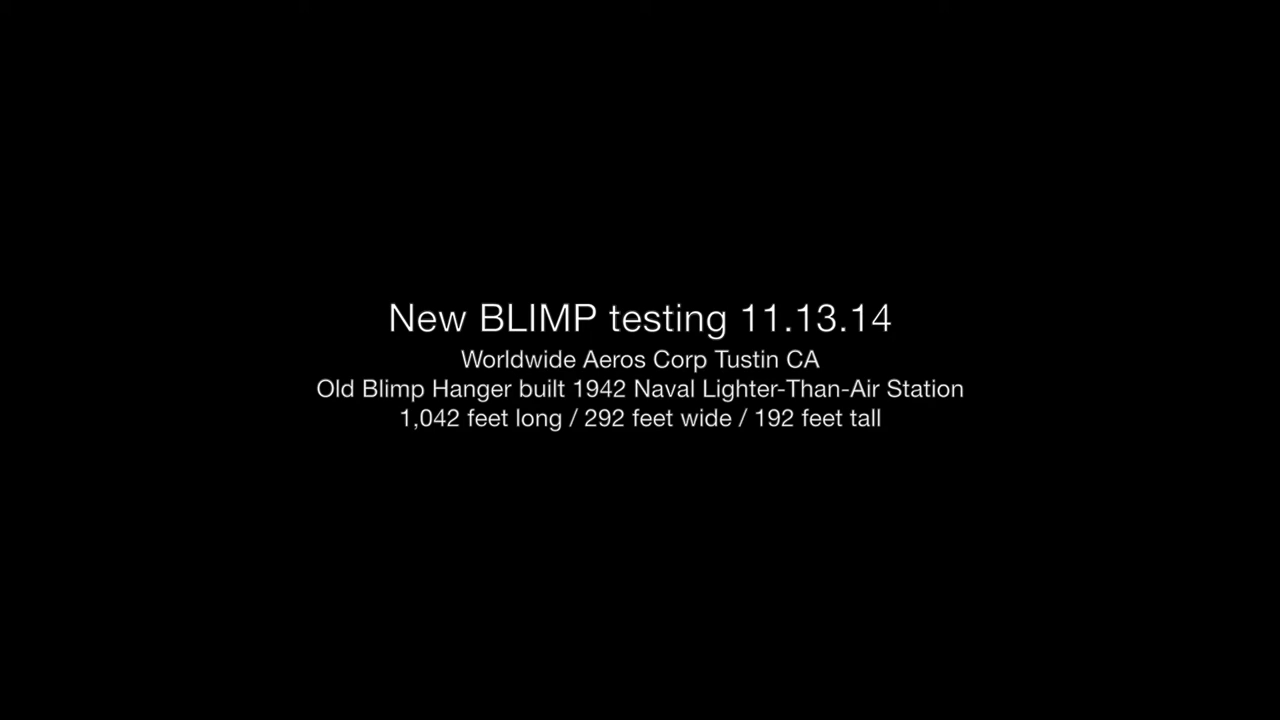 New BLIMP testing 11.13.14
Worldwide Aeros Corp Tustin CA
Old Blimp Hanger built 1942 Naval Lighter-Than-Air Station
1,042 feet long / 292 feet wide / 192 feet tall